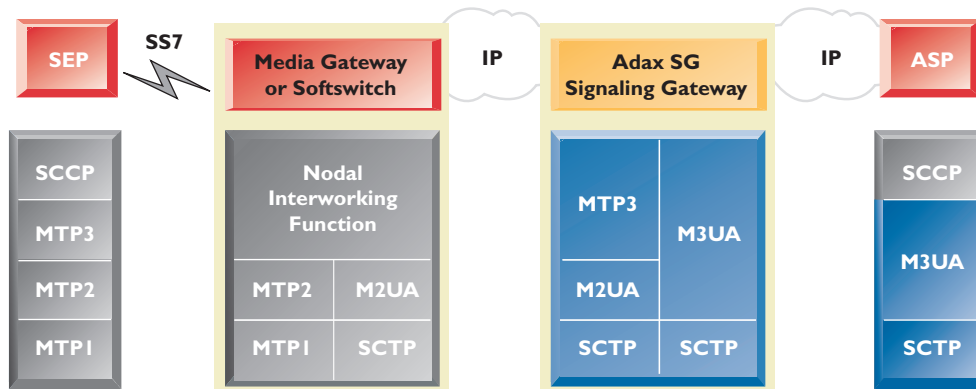 SEP
SS7
Media Gateway
or Softswitch
IP
Adax SG
Signaling Gateway
IP
ASP
SCCP
MTP3
MTP2
MTP1
Nodal
Interworking
Function
MTP2
M2UA
MTP1
SCTP
MTP3
M3UA
M2UA
SCTP
SCTP
SCCP
M3UA
SCTP